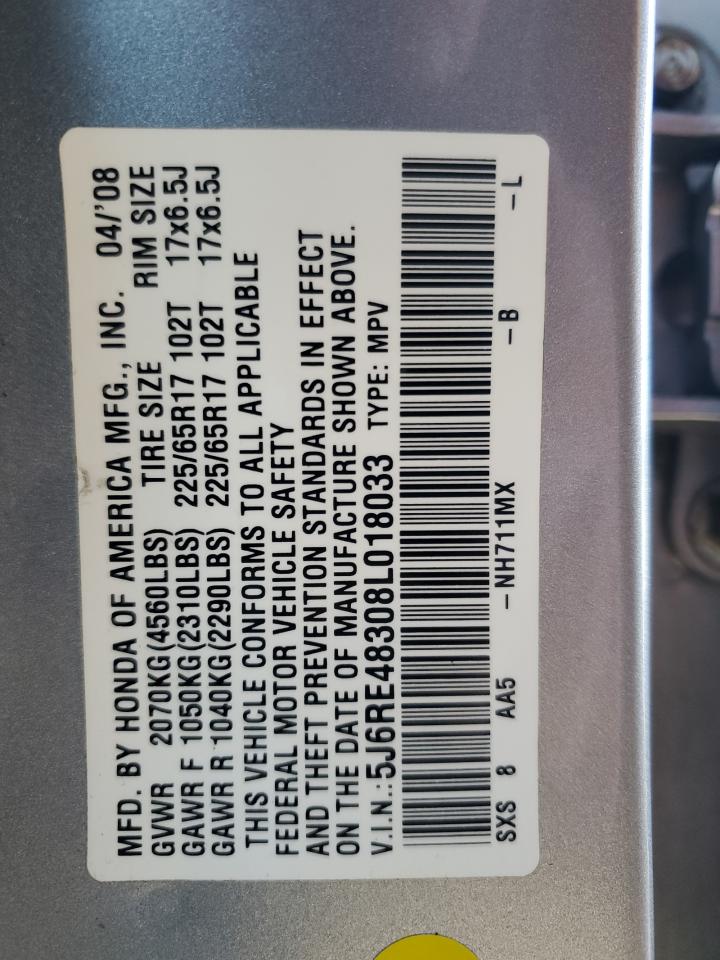 MFD. BY HONDA OF AMERICA MFG., INC. 04/'08
GVWR 2070KG(4560LBS) TIRE SIZE RIM SIZE
GAWR F 1050KG(2310LBS) 225/65R17 102T 17x6.5J
GAWR R 1040KG(2290LBS) 225/65R17 102T 17x6.5J
THIS VEHICLE CONFORMS TO ALL APPLICABLE
FEDERAL MOTOR VEHICLE SAFETY
AND THEFT PREVENTION STANDARDS IN EFFECT
ON THE DATE OF MANUFACTURE SHOWN ABOVE.
V.I.N.:5J6RE48308L018033 TYPE: MPV
SXS 8 AA5 -NH711MX -B -L